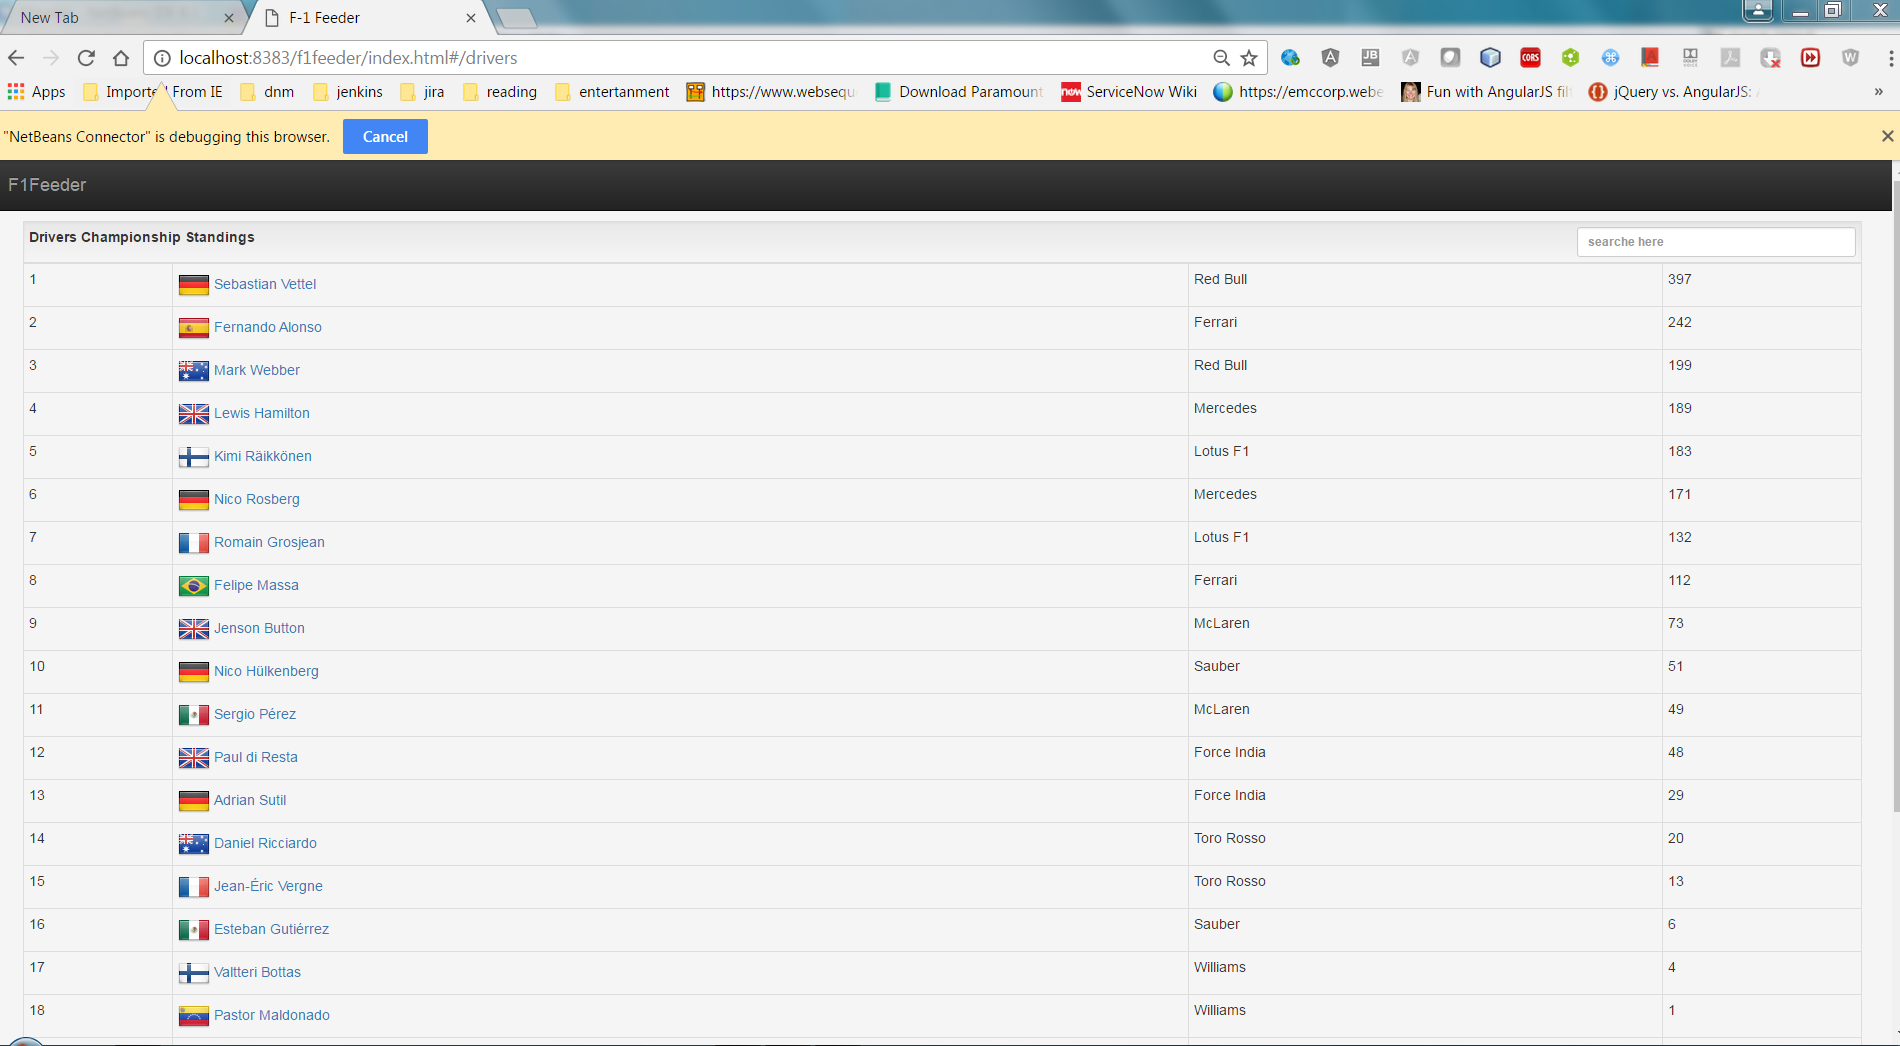 New Tab
F-1 Feeder
localhost:8383/f1feeder/index.html#/drivers
Apps Imported From IE dnm jenkins jira reading entertanment https://www.websequ Download Paramount ServiceNow Wiki https://emccorp.webe Fun with AngularJS filt jQuery vs. AngularJS: »
"NetBeans Connector" is debugging this browser. Cancel
F1Feeder
Drivers Championship Standings searche here
1 Sebastian Vettel Red Bull 397
2 Fernando Alonso Ferrari 242
3 Mark Webber Red Bull 199
4 Lewis Hamilton Mercedes 189
5 Kimi Räikkönen Lotus F1 183
6 Nico Rosberg Mercedes 171
7 Romain Grosjean Lotus F1 132
8 Felipe Massa Ferrari 112
9 Jenson Button McLaren 73
10 Nico Hülkenberg Sauber 51
11 Sergio Pérez McLaren 49
12 Paul di Resta Force India 48
13 Adrian Sutil Force India 29
14 Daniel Ricciardo Toro Rosso 20
15 Jean-Éric Vergne Toro Rosso 13
16 Esteban Gutiérrez Sauber 6
17 Valtteri Bottas Williams 4
18 Pastor Maldonado Williams 1